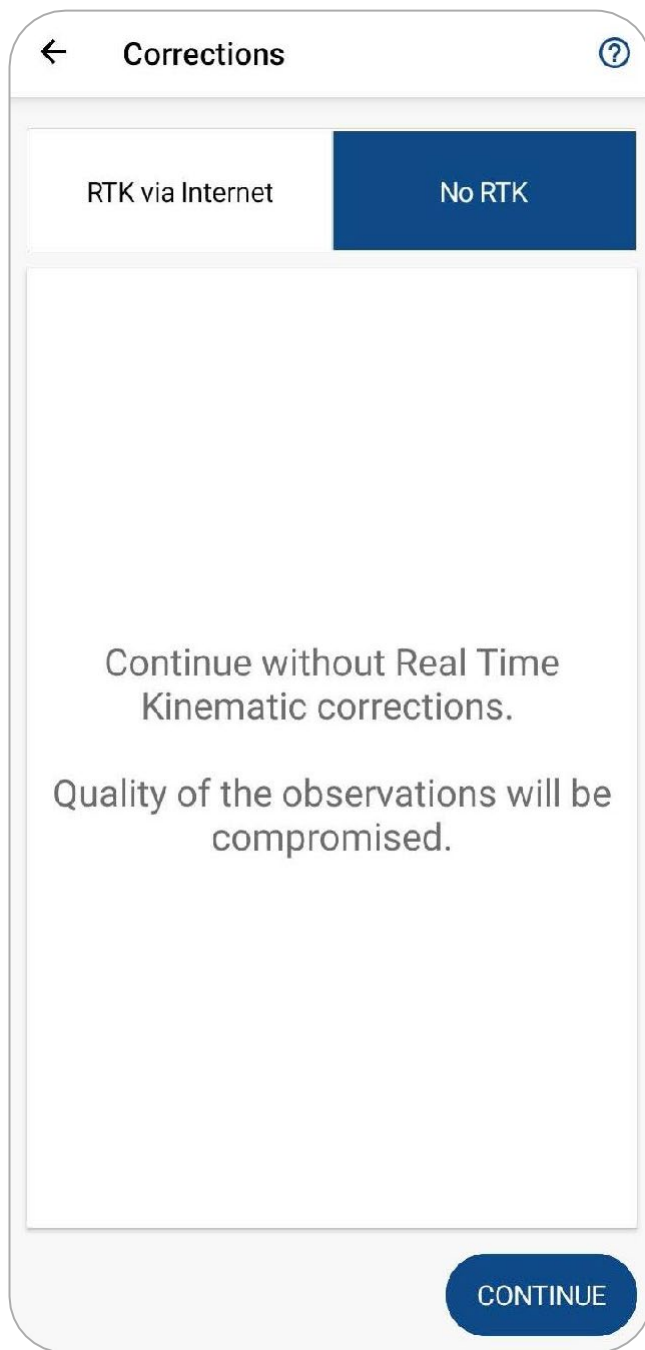 Corrections
RTK via Internet
No RTK
Continue without Real Time
Kinematic corrections.
Quality of the observations will be
compromised.
CONTINUE